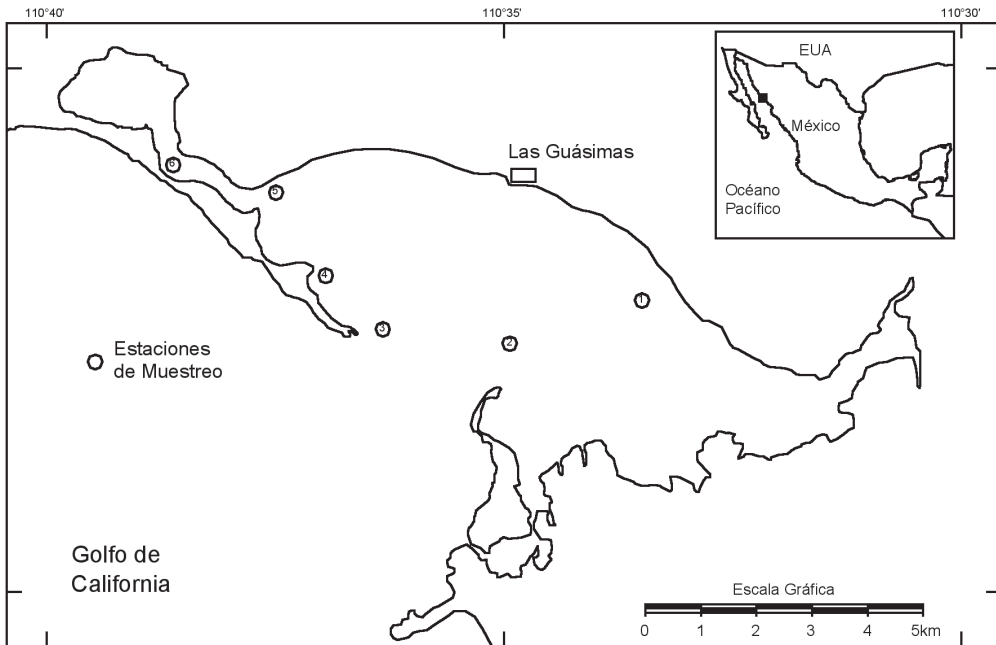 110°40'
110°35'
110°30'
EUA
México
Océano
Pacífico
Las Guásimas
6
5
4
3
2
1
Estaciones
de Muestreo
Golfo de
California
Escala Gráfica
0 1 2 3 4 5km